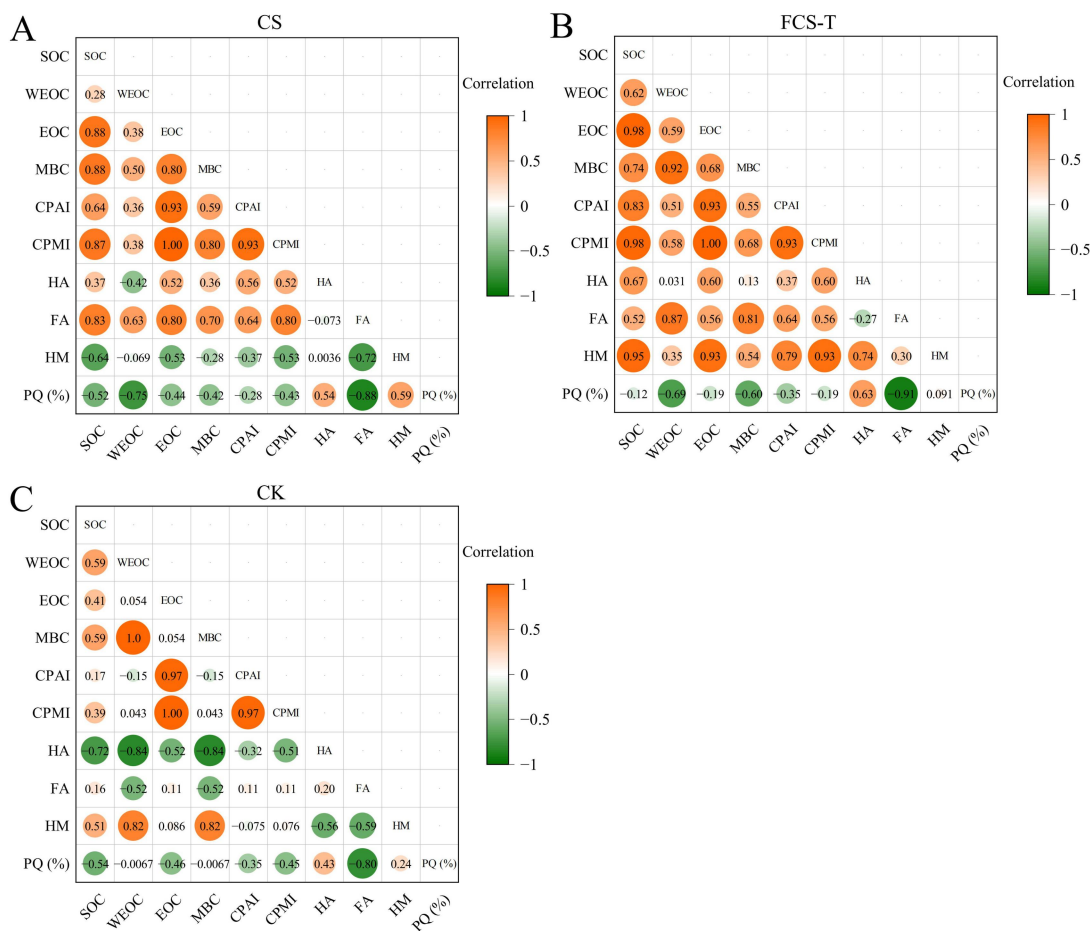 A
CS
SOC SOC
WEOC 0.28 WEOC
EOC 0.88 0.38 EOC
MBC 0.88 0.50 0.80 MBC
CPAI 0.64 0.36 0.93 0.59 CPAI
CPMI 0.87 0.38 1.00 0.80 0.93 CPMI
HA 0.37 −0.42 0.52 0.36 0.56 0.52 HA
FA 0.83 0.63 0.80 0.70 0.64 0.80 −0.073 FA
HM −0.64 −0.069 −0.53 −0.28 −0.37 −0.53 0.0036 −0.72 HM
PQ (%) −0.52 −0.75 −0.44 −0.42 −0.28 −0.43 0.54 −0.88 0.59 PQ (%)
SOC WEOC EOC MBC CPAI CPMI HA FA HM PQ (%)
Correlation
1
0.5
0
−0.5
−1
B
FCS-T
SOC SOC
WEOC 0.62 WEOC
EOC 0.98 0.59 EOC
MBC 0.74 0.92 0.68 MBC
CPAI 0.83 0.51 0.93 0.55 CPAI
CPMI 0.98 0.58 1.00 0.68 0.93 CPMI
HA 0.67 0.031 0.60 0.13 0.37 0.60 HA
FA 0.52 0.87 0.56 0.81 0.64 0.56 −0.27 FA
HM 0.95 0.35 0.93 0.54 0.79 0.93 0.74 0.30 HM
PQ (%) −0.12 −0.69 −0.19 −0.60 −0.35 −0.19 0.63 −0.91 0.091 PQ (%)
SOC WEOC EOC MBC CPAI CPMI HA FA HM PQ (%)
Correlation
1
0.5
0
−0.5
−1
C
CK
SOC SOC
WEOC 0.59 WEOC
EOC 0.41 0.054 EOC
MBC 0.59 1.0 0.054 MBC
CPAI 0.17 −0.15 0.97 −0.15 CPAI
CPMI 0.39 0.043 1.00 0.043 0.97 CPMI
HA −0.72 −0.84 −0.52 −0.84 −0.32 −0.51 HA
FA 0.16 −0.52 0.11 −0.52 0.11 0.11 0.20 FA
HM 0.51 0.82 0.086 0.82 −0.075 0.076 −0.56 −0.59 HM
PQ (%) −0.54 −0.0067 −0.46 −0.0067 −0.35 −0.45 0.43 −0.80 0.24 PQ (%)
SOC WEOC EOC MBC CPAI CPMI HA FA HM PQ (%)
Correlation
1
0.5
0
−0.5
−1